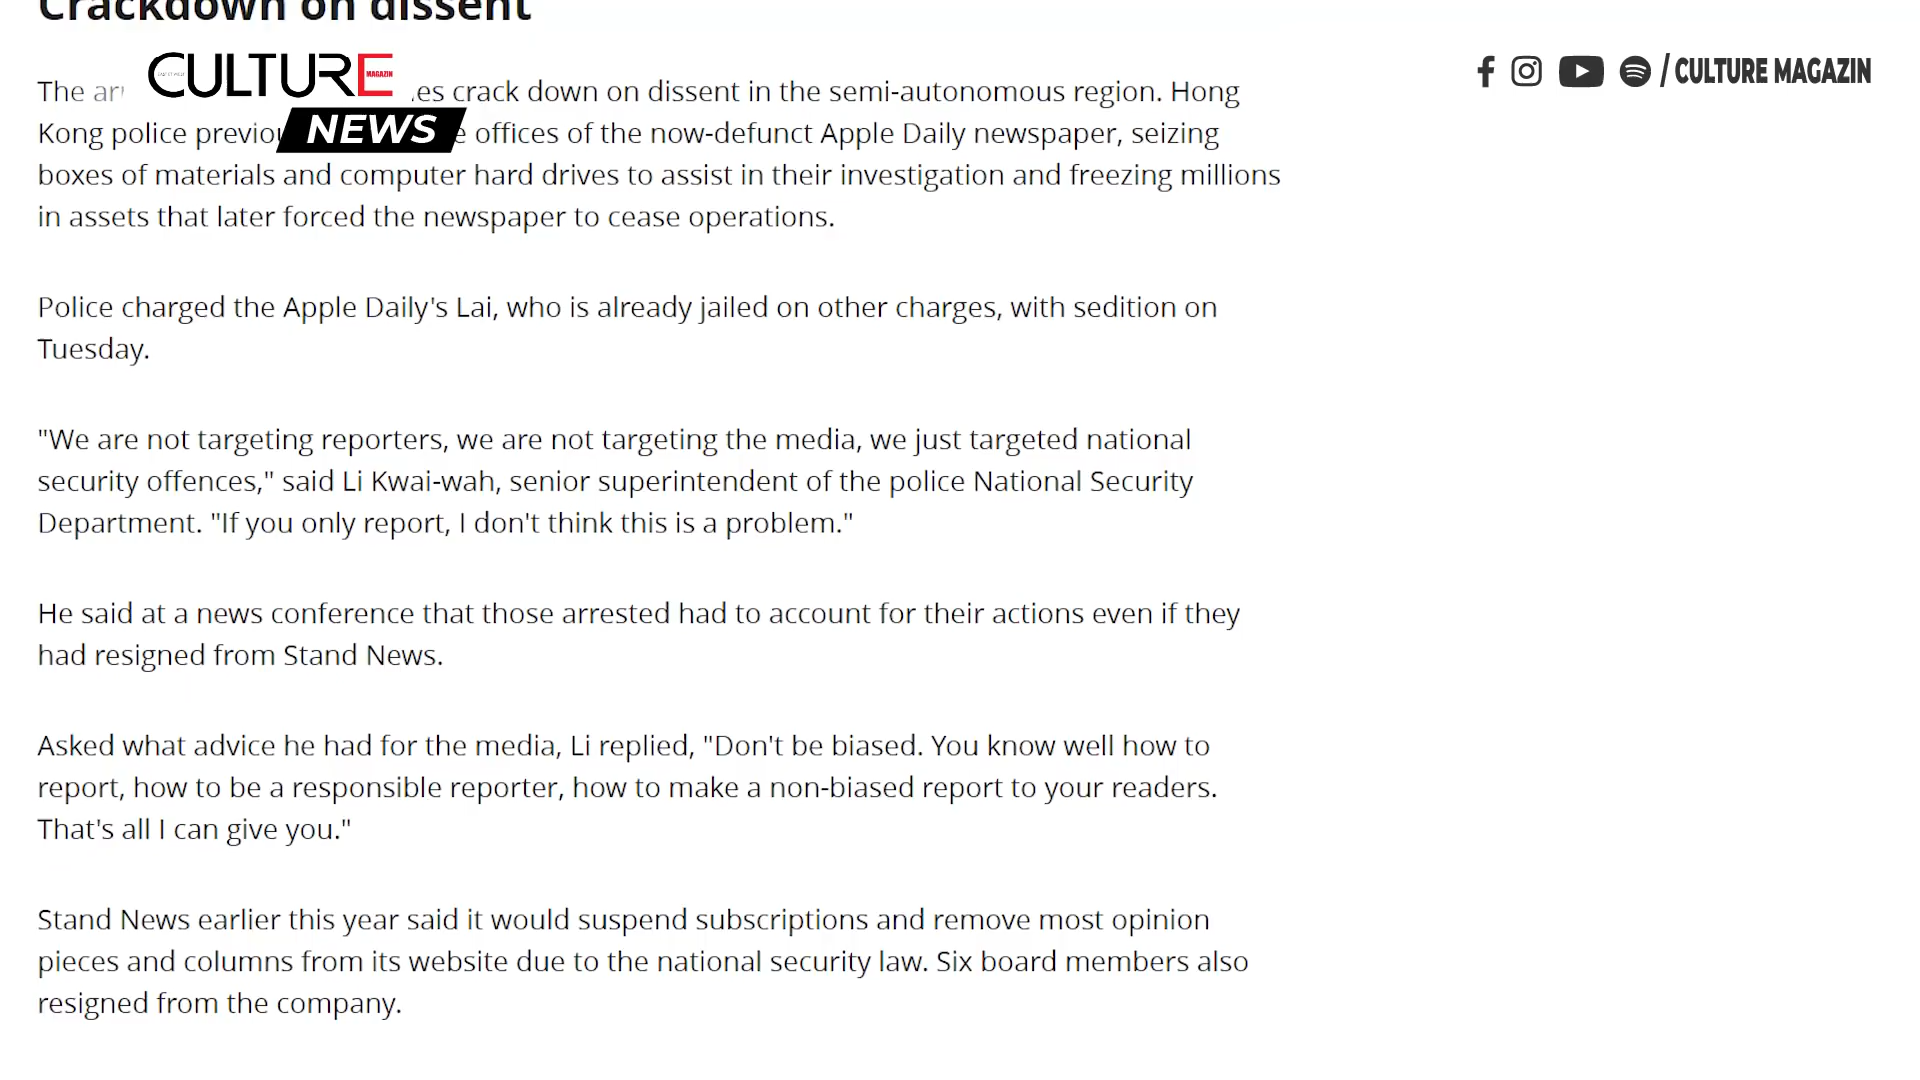 Crackdown on dissent
CULTURE
MAGAZIN
NEWS
/ CULTURE MAGAZIN
The crack down on dissent in the semi-autonomous region. Hong
Kong police offices of the now-defunct Apple Daily newspaper, seizing
boxes of materials and computer hard drives to assist in their investigation and freezing millions
in assets that later forced the newspaper to cease operations.
Police charged the Apple Daily's Lai, who is already jailed on other charges, with sedition on
Tuesday.
"We are not targeting reporters, we are not targeting the media, we just targeted national
security offences," said Li Kwai-wah, senior superintendent of the police National Security
Department. "If you only report, I don't think this is a problem."
He said at a news conference that those arrested had to account for their actions even if they
had resigned from Stand News.
Asked what advice he had for the media, Li replied, "Don't be biased. You know well how to
report, how to be a responsible reporter, how to make a non-biased report to your readers.
That's all I can give you."
Stand News earlier this year said it would suspend subscriptions and remove most opinion
pieces and columns from its website due to the national security law. Six board members also
resigned from the company.